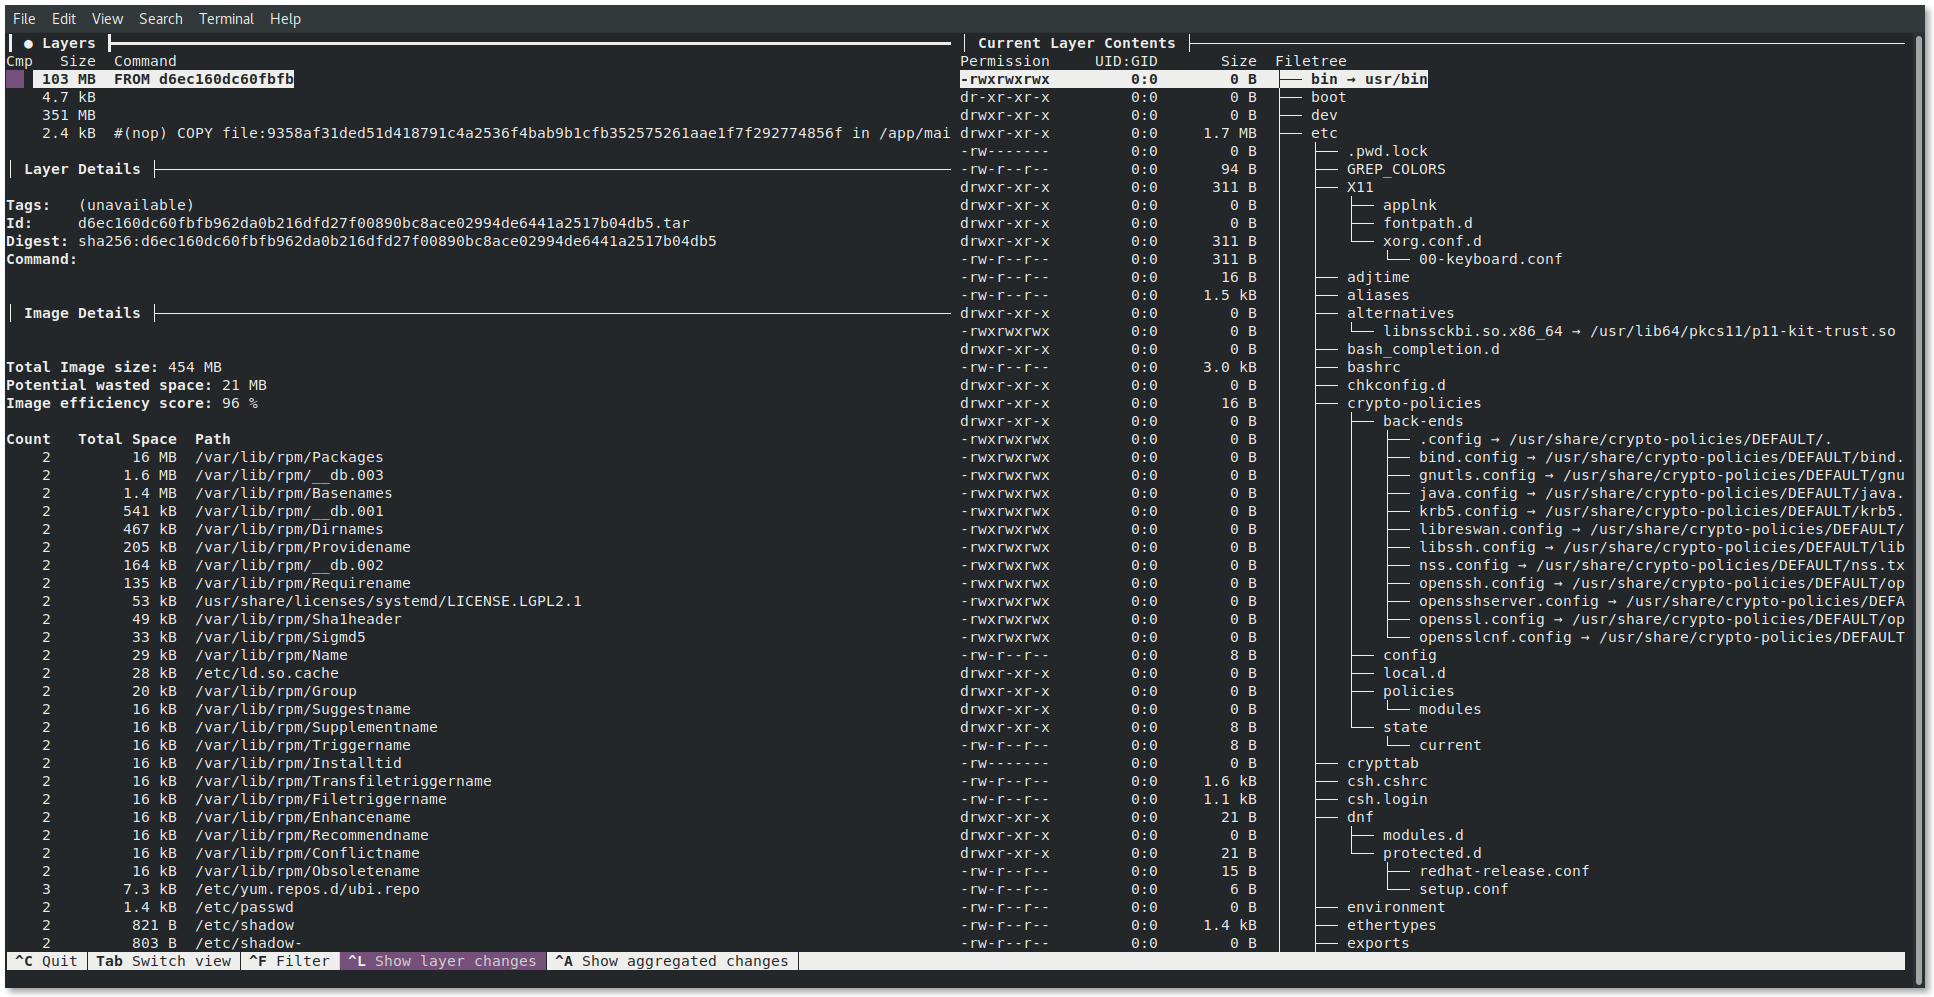 File Edit View Search Terminal Help
● Layers
Cmp Size Command
103 MB FROM d6ec160dc60fbfb
4.7 kB
351 MB
2.4 kB #(nop) COPY file:9358af31ded51d418791c4a2536f4bab9b1cfb352575261aae1f7f292774856f in /app/mai
Layer Details
Tags: (unavailable)
Id: d6ec160dc60fbfb962da0b216dfd27f00890bc8ace02994de6441a2517b04db5.tar
Digest: sha256:d6ec160dc60fbfb962da0b216dfd27f00890bc8ace02994de6441a2517b04db5
Command:
Image Details
Total Image size: 454 MB
Potential wasted space: 21 MB
Image efficiency score: 96 %
Count Total Space Path
2 16 MB /var/lib/rpm/Packages
2 1.6 MB /var/lib/rpm/__db.003
2 1.4 MB /var/lib/rpm/Basenames
2 541 kB /var/lib/rpm/__db.001
2 467 kB /var/lib/rpm/Dirnames
2 205 kB /var/lib/rpm/Providename
2 164 kB /var/lib/rpm/__db.002
2 135 kB /var/lib/rpm/Requirename
2 53 kB /usr/share/licenses/systemd/LICENSE.LGPL2.1
2 49 kB /var/lib/rpm/Sha1header
2 33 kB /var/lib/rpm/Sigmd5
2 29 kB /var/lib/rpm/Name
2 28 kB /etc/ld.so.cache
2 20 kB /var/lib/rpm/Group
2 16 kB /var/lib/rpm/Suggestname
2 16 kB /var/lib/rpm/Supplementname
2 16 kB /var/lib/rpm/Triggername
2 16 kB /var/lib/rpm/Installtid
2 16 kB /var/lib/rpm/Transfiletriggername
2 16 kB /var/lib/rpm/Filetriggername
2 16 kB /var/lib/rpm/Enhancename
2 16 kB /var/lib/rpm/Recommendname
2 16 kB /var/lib/rpm/Conflictname
2 16 kB /var/lib/rpm/Obsoletename
3 7.3 kB /etc/yum.repos.d/ubi.repo
2 1.4 kB /etc/passwd
2 821 B /etc/shadow
2 803 B /etc/shadow-
Current Layer Contents
Permission UID:GID Size Filetree
-rwxrwxrwx 0:0 0 B bin → usr/bin
dr-xr-xr-x 0:0 0 B boot
drwxr-xr-x 0:0 0 B dev
drwxr-xr-x 0:0 1.7 MB etc
-rw------- 0:0 0 B .pwd.lock
-rw-r--r-- 0:0 94 B GREP_COLORS
drwxr-xr-x 0:0 311 B X11
drwxr-xr-x 0:0 0 B applnk
drwxr-xr-x 0:0 0 B fontpath.d
drwxr-xr-x 0:0 311 B xorg.conf.d
-rw-r--r-- 0:0 311 B 00-keyboard.conf
-rw-r--r-- 0:0 16 B adjtime
-rw-r--r-- 0:0 1.5 kB aliases
drwxr-xr-x 0:0 0 B alternatives
-rwxrwxrwx 0:0 0 B libnssckbi.so.x86_64 → /usr/lib64/pkcs11/p11-kit-trust.so
drwxr-xr-x 0:0 0 B bash_completion.d
-rw-r--r-- 0:0 3.0 kB bashrc
drwxr-xr-x 0:0 0 B chkconfig.d
drwxr-xr-x 0:0 16 B crypto-policies
drwxr-xr-x 0:0 0 B back-ends
-rwxrwxrwx 0:0 0 B .config → /usr/share/crypto-policies/DEFAULT/.
-rwxrwxrwx 0:0 0 B bind.config → /usr/share/crypto-policies/DEFAULT/bind.
-rwxrwxrwx 0:0 0 B gnutls.config → /usr/share/crypto-policies/DEFAULT/gnu
-rwxrwxrwx 0:0 0 B java.config → /usr/share/crypto-policies/DEFAULT/java.
-rwxrwxrwx 0:0 0 B krb5.config → /usr/share/crypto-policies/DEFAULT/krb5.
-rwxrwxrwx 0:0 0 B libreswan.config → /usr/share/crypto-policies/DEFAULT/
-rwxrwxrwx 0:0 0 B libssh.config → /usr/share/crypto-policies/DEFAULT/lib
-rwxrwxrwx 0:0 0 B nss.config → /usr/share/crypto-policies/DEFAULT/nss.tx
-rwxrwxrwx 0:0 0 B openssh.config → /usr/share/crypto-policies/DEFAULT/op
-rwxrwxrwx 0:0 0 B opensshserver.config → /usr/share/crypto-policies/DEFA
-rwxrwxrwx 0:0 0 B openssl.config → /usr/share/crypto-policies/DEFAULT/op
-rwxrwxrwx 0:0 0 B opensslcnf.config → /usr/share/crypto-policies/DEFAULT
-rw-r--r-- 0:0 8 B config
drwxr-xr-x 0:0 0 B local.d
drwxr-xr-x 0:0 0 B policies
drwxr-xr-x 0:0 0 B modules
drwxr-xr-x 0:0 8 B state
-rw-r--r-- 0:0 8 B current
-rw------- 0:0 0 B crypttab
-rw-r--r-- 0:0 1.6 kB csh.cshrc
-rw-r--r-- 0:0 1.1 kB csh.login
drwxr-xr-x 0:0 21 B dnf
drwxr-xr-x 0:0 0 B modules.d
drwxr-xr-x 0:0 21 B protected.d
-rw-r--r-- 0:0 15 B redhat-release.conf
-rw-r--r-- 0:0 6 B setup.conf
-rw-r--r-- 0:0 0 B environment
-rw-r--r-- 0:0 1.4 kB ethertypes
-rw-r--r-- 0:0 0 B exports
^C Quit Tab Switch view ^F Filter ^L Show layer changes ^A Show aggregated changes